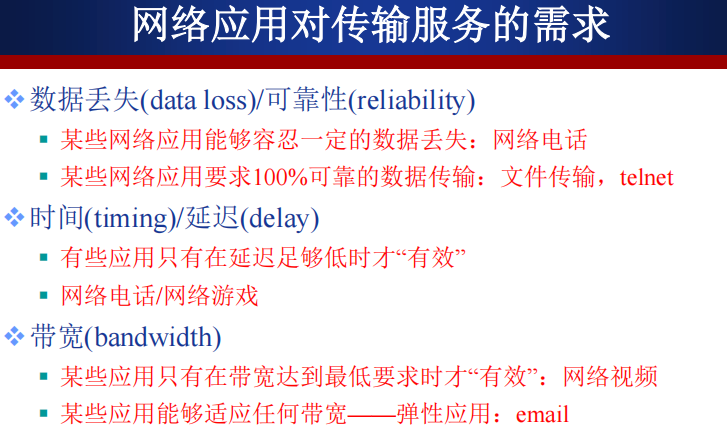 网络应用对传输服务的需求
数据丢失(data loss)/可靠性(reliability)
某些网络应用能够容忍一定的数据丢失：网络电话
某些网络应用要求100%可靠的数据传输：文件传输，telnet
时间(timing)/延迟(delay)
有些应用只有在延迟足够低时才“有效”
网络电话/网络游戏
带宽(bandwidth)
某些应用只有在带宽达到最低要求时才“有效”：网络视频
某些应用能够适应任何带宽——弹性应用：email